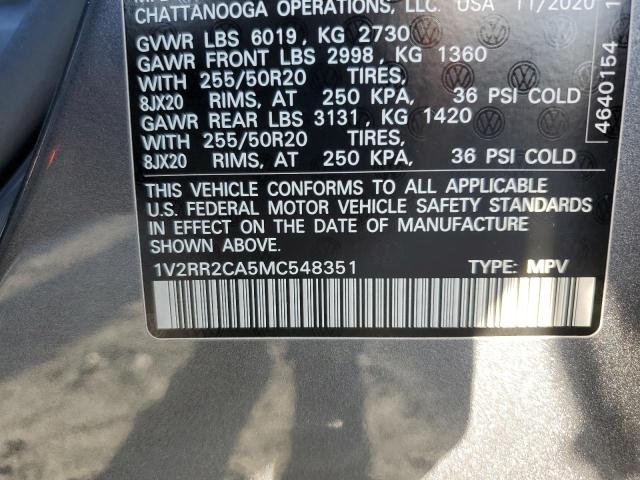 CHATTANOOGA OPERATIONS, LLC. USA 11/2020
GVWR LBS 6019, KG 2730
GAWR FRONT LBS 2998, KG 1360
WITH 255/50R20 TIRES,
8JX20 RIMS, AT 250 KPA, 36 PSI COLD
GAWR REAR LBS 3131, KG 1420
WITH 255/50R20 TIRES,
8JX20 RIMS, AT 250 KPA, 36 PSI COLD
THIS VEHICLE CONFORMS TO ALL APPLICABLE
U.S. FEDERAL MOTOR VEHICLE SAFETY STANDARDS
IN EFFECT ON THE DATE OF MANUFACTURE
SHOWN ABOVE.
1V2RR2CA5MC548351 TYPE: MPV
4640154